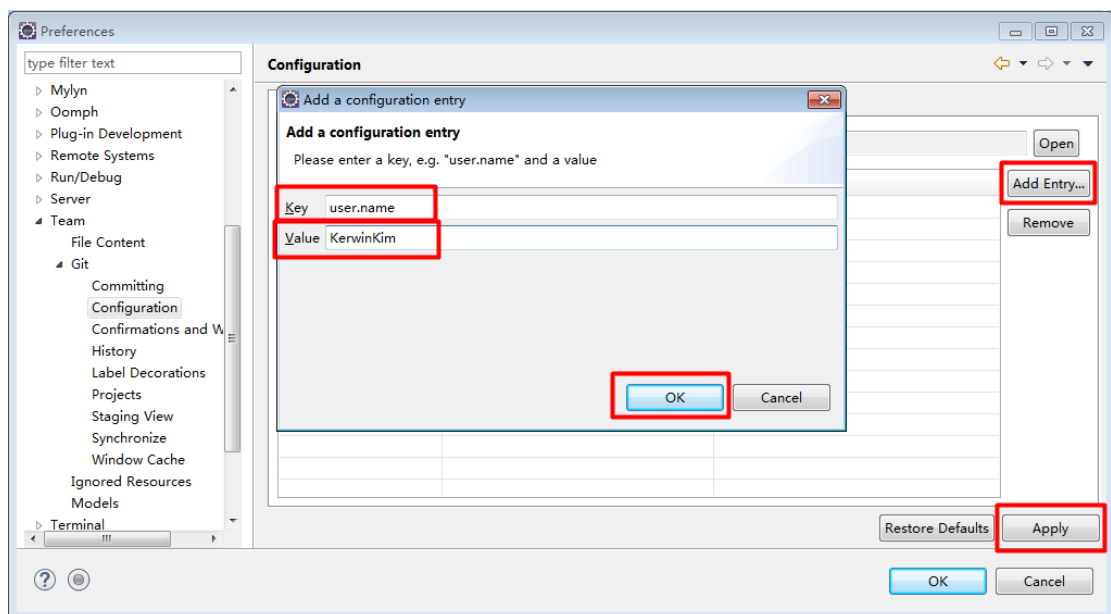 Preferences
type filter text
Mylyn
Oomph
Plug-in Development
Remote Systems
Run/Debug
Server
Team
File Content
Git
Committing
Configuration
Confirmations and W
History
Label Decorations
Projects
Staging View
Synchronize
Window Cache
Ignored Resources
Models
Terminal
Configuration
Add a configuration entry
Add a configuration entry
Please enter a key, e.g. "user.name" and a value
Key user.name
Value KerwinKim
OK Cancel
Open
Add Entry...
Remove
Restore Defaults Apply
OK Cancel